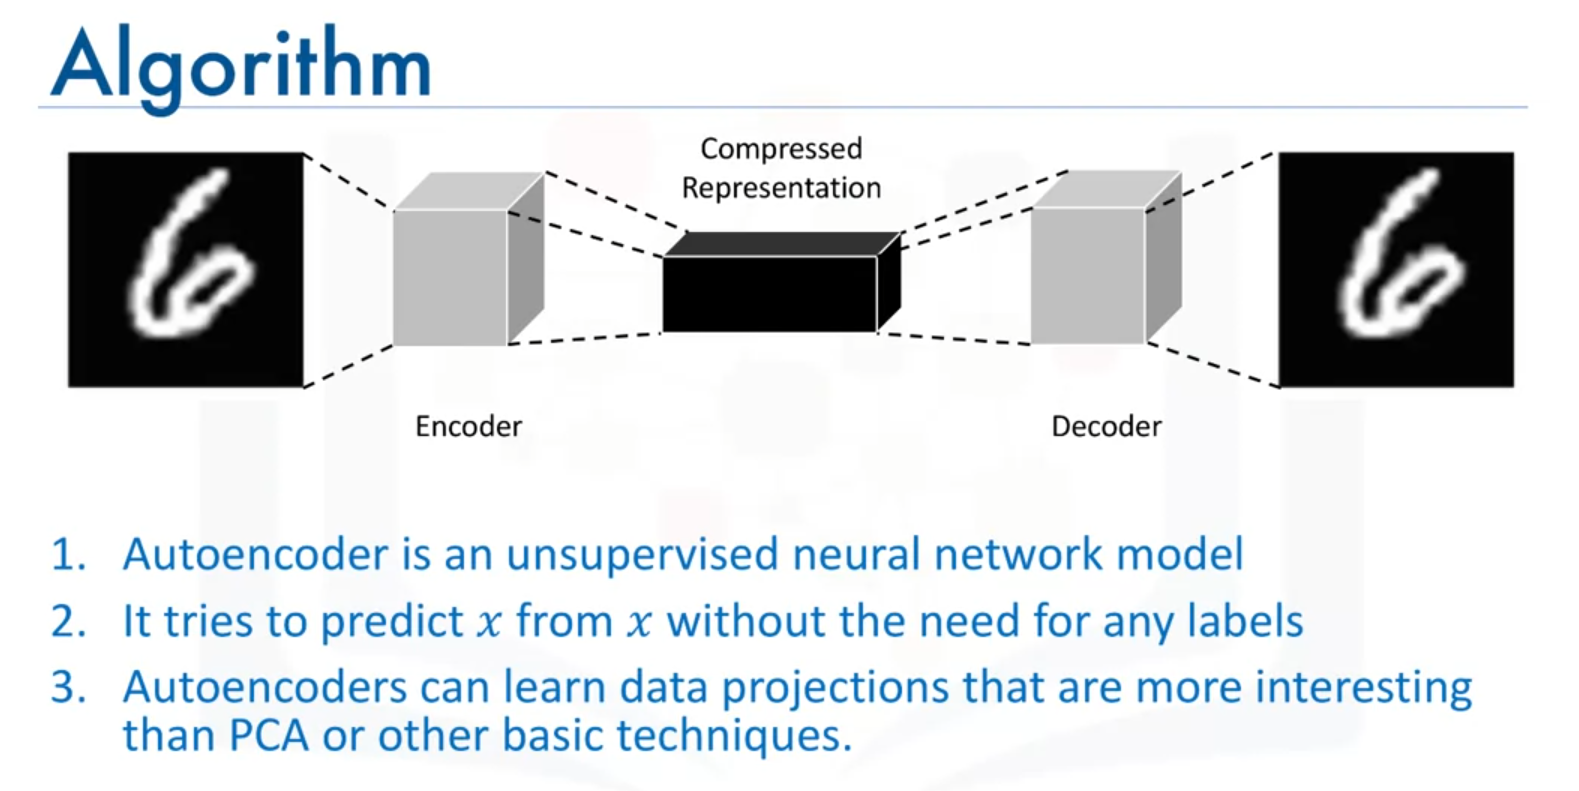 Algorithm
Compressed
Representation
Encoder
Decoder
1. Autoencoder is an unsupervised neural network model
2. It tries to predict x from x without the need for any labels
3. Autoencoders can learn data projections that are more interesting
than PCA or other basic techniques.